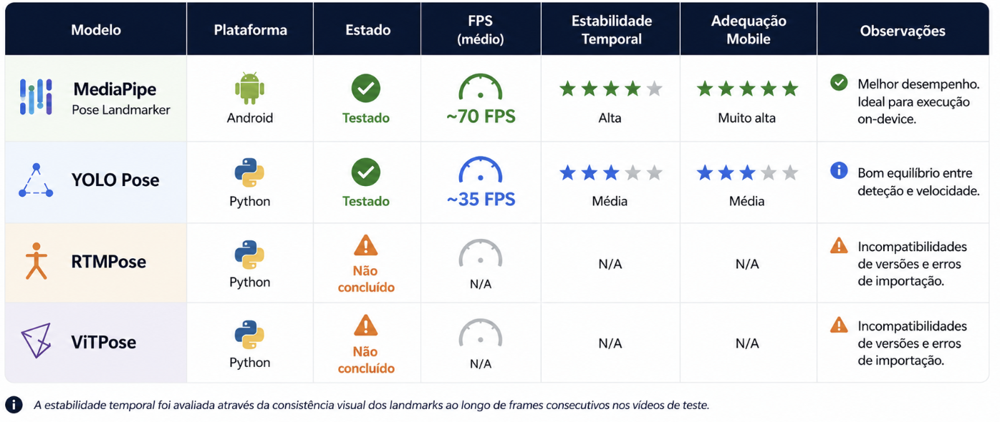 Modelo
Plataforma
Estado
FPS
(médio)
Estabilidade
Temporal
Adequação
Mobile
Observações
MediaPipe
Pose Landmarker
Android
Testado
~70 FPS
Alta
Muito alta
Melhor desempenho.
Ideal para execução
on-device.
YOLO Pose
Python
Testado
~35 FPS
Média
Média
Bom equilíbrio entre
deteção e velocidade.
RTMPose
Python
Não
concluído
N/A
N/A
N/A
Incompatibilidades
de versões e erros
de importação.
ViTPose
Python
Não
concluído
N/A
N/A
N/A
Incompatibilidades
de versões e erros
de importação.
A estabilidade temporal foi avaliada através da consistência visual dos landmarks ao longo de frames consecutivos nos vídeos de teste.